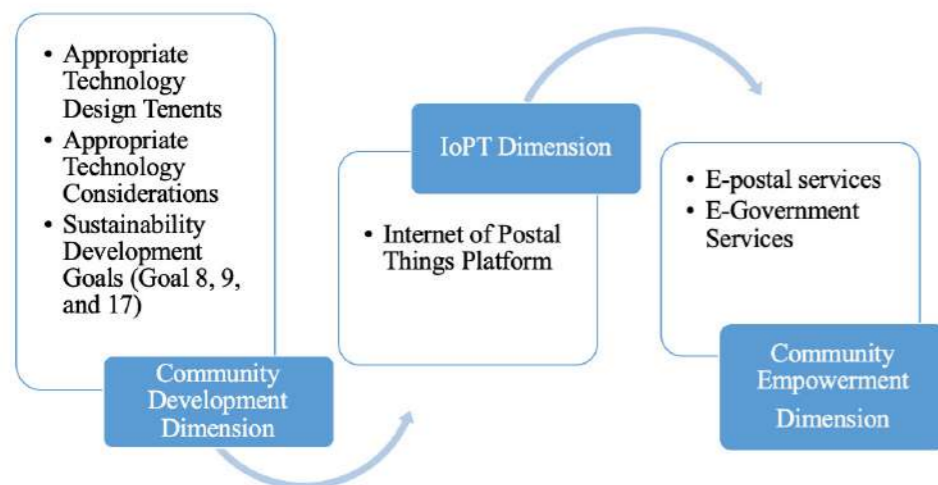 • Appropriate
Technology
Design Tenents
• Appropriate
Technology
Considerations
• Sustainability
Development
Goals (Goal 8, 9,
and 17)
Community
Development
Dimension
IoPT Dimension
• Internet of Postal
Things Platform
• E-postal services
• E-Government
Services
Community
Empowerment
Dimension